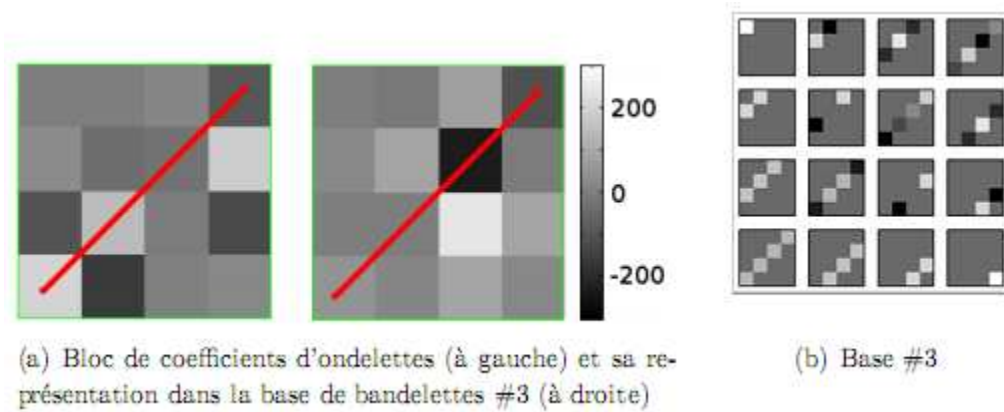 200
0
-200
(a) Bloc de coefficients d'ondelettes (à gauche) et sa re-
présentation dans la base de bandelettes #3 (à droite)
(b) Base #3